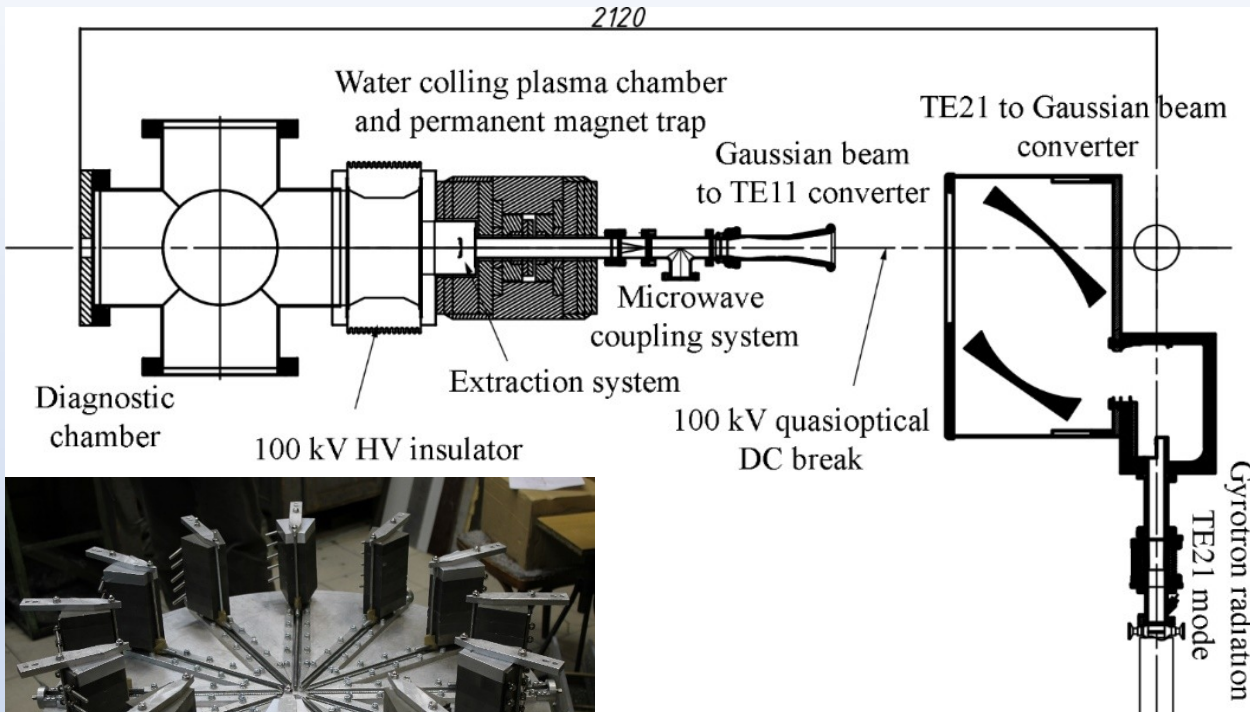 2120
Water colling plasma chamber
and permanent magnet trap
TE21 to Gaussian beam
converter
Gaussian beam
to TE11 converter
Microwave
coupling system
Extraction system
Diagnostic
chamber
100 kV HV insulator
100 kV quasioptical
DC break
Gyrotron radiation
TE21 mode